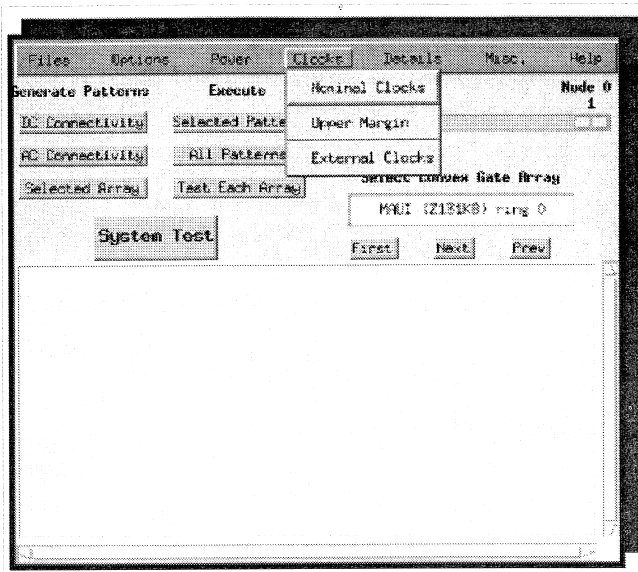 Files Options Power Clocks Details Misc. Help
Generate Patterns Execute Nominal Clocks Node 0
1
DC Connectivity Selected Patte Upper Margin
AC Connectivity All Patterns External Clocks
Select Convex Gate Array
Selected Array Test Each Array
MAUI (Z131K8) ring 0
System Test First Next Prev